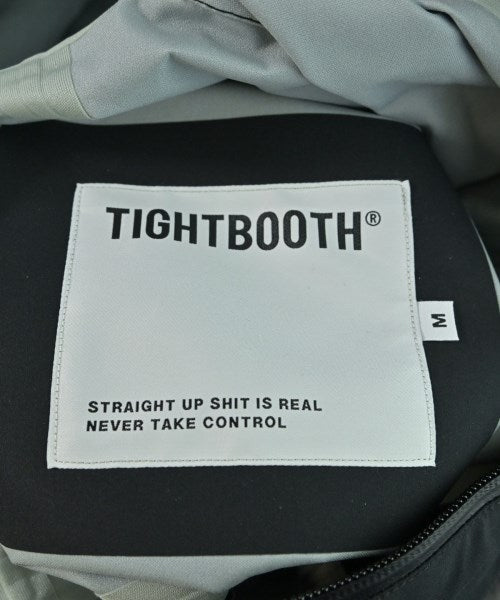 TIGHTBOOTH®
M
STRAIGHT UP SHIT IS REAL
NEVER TAKE CONTROL